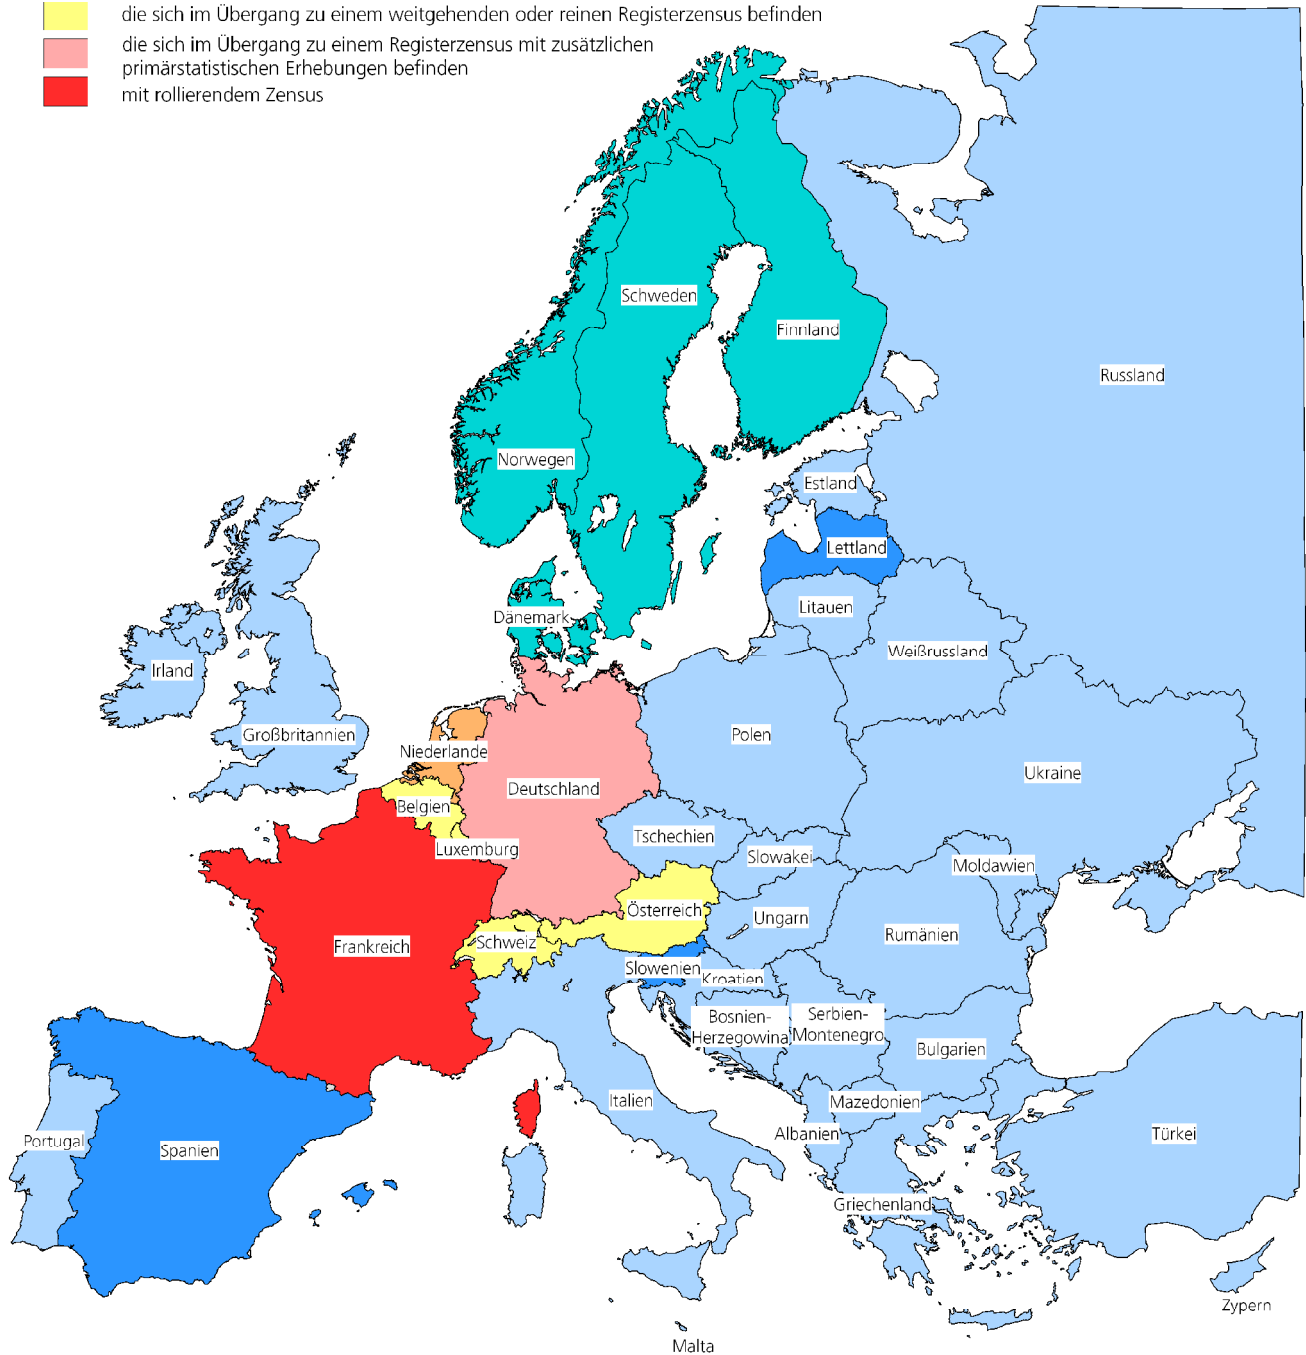 die sich im Übergang zu einem weitgehenden oder reinen Registerzensus befinden
die sich im Übergang zu einem Registerzensus mit zusätzlichen
primärstatistischen Erhebungen befinden
mit rollierendem Zensus
Schweden
Finnland
Russland
Norwegen
Estland
Lettland
Litauen
Dänemark
Weißrussland
Irland
Großbritannien
Polen
Niederlande
Ukraine
Deutschland
Belgien
Tschechien
Luxemburg
Slowakei
Moldawien
Österreich
Ungarn
Rumänien
Schweiz
Frankreich
Slowenien
Kroatien
Bosnien-
Herzegowina
Serbien-
Montenegro
Bulgarien
Italien
Mazedonien
Albanien
Türkei
Portugal
Spanien
Griechenland
Zypern
Malta